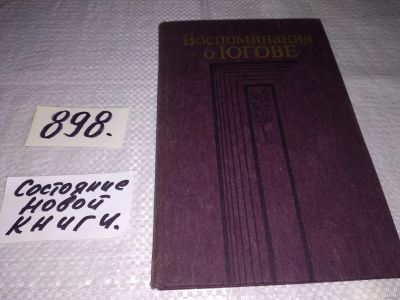 Воспоминания
о ЮГОВЕ
898.
Состояние
новой
книги.